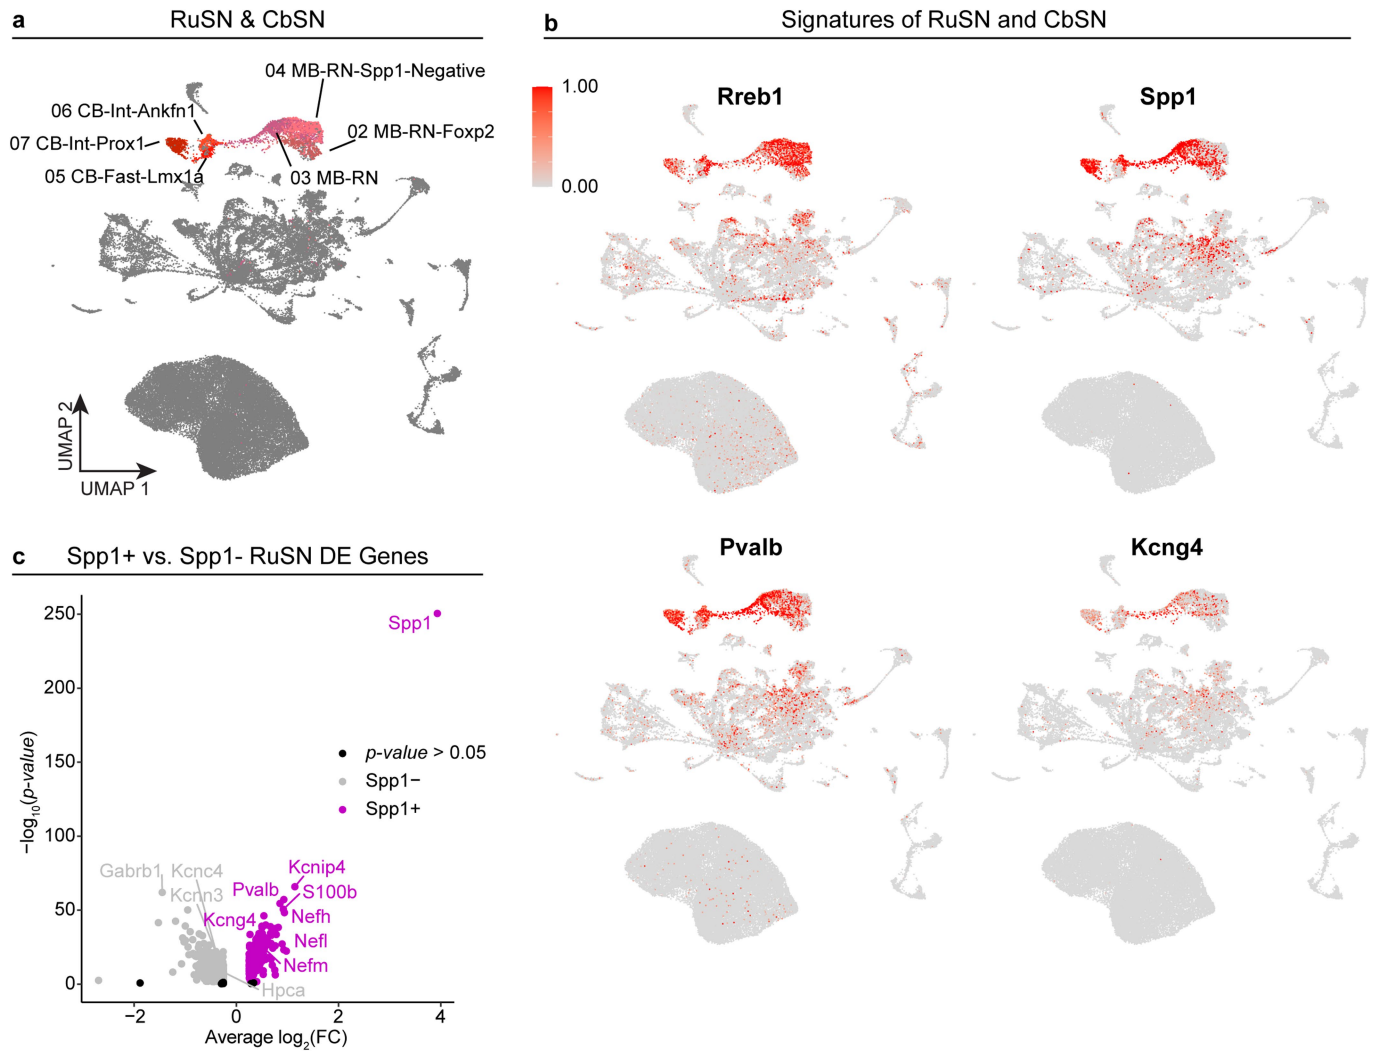 a RuSN & CbSN
04 MB-RN-Spp1-Negative
06 CB-Int-Ankfn1
07 CB-Int-Prox1
02 MB-RN-Foxp2
05 CB-Fast-Lmx1a
03 MB-RN
UMAP 2
UMAP 1
b Signatures of RuSN and CbSN
1.00
0.00
Rreb1
Spp1
Pvalb
Kcng4
c Spp1+ vs. Spp1- RuSN DE Genes
250
200
150
100
50
0
−log10(p-value)
Spp1
p-value > 0.05
Spp1−
Spp1+
Gabrb1
Kcnc4
Kcnn3
Kcnip4
Pvalb
S100b
Kcng4
Nefh
Nefl
Nefm
Hpca
−2
0
2
4
Average log2(FC)